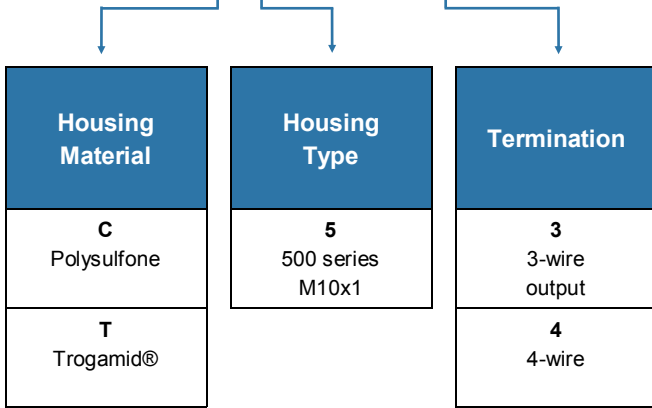 Housing
Material
Housing
Type
Termination
C
Polysulfone
5
500 series
M10x1
3
3-wire
output
T
Trogamid®
4
4-wire